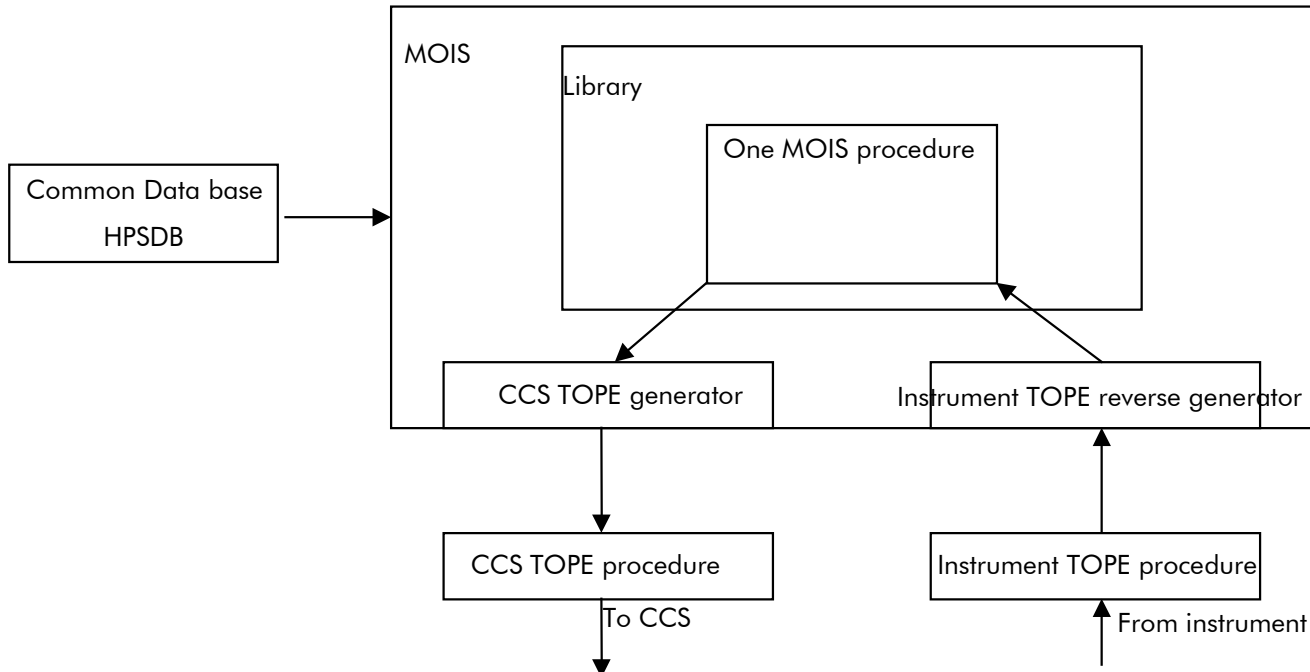 MOIS
Library
One MOIS procedure
Common Data base
HPSDB
CCS TOPE generator
Instrument TOPE reverse generator
CCS TOPE procedure
Instrument TOPE procedure
To CCS
From instrument